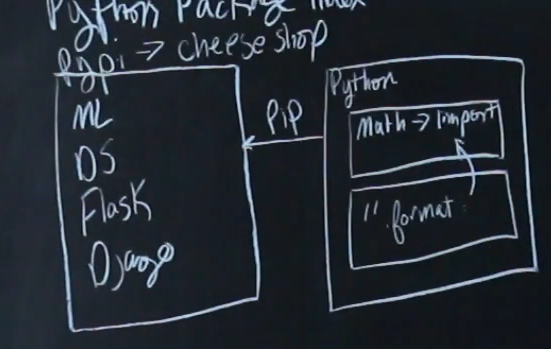 Python Package Index
Pypi → cheese shop
ML
DS
Flask
Django
PiP
Python
Math → import
".format.